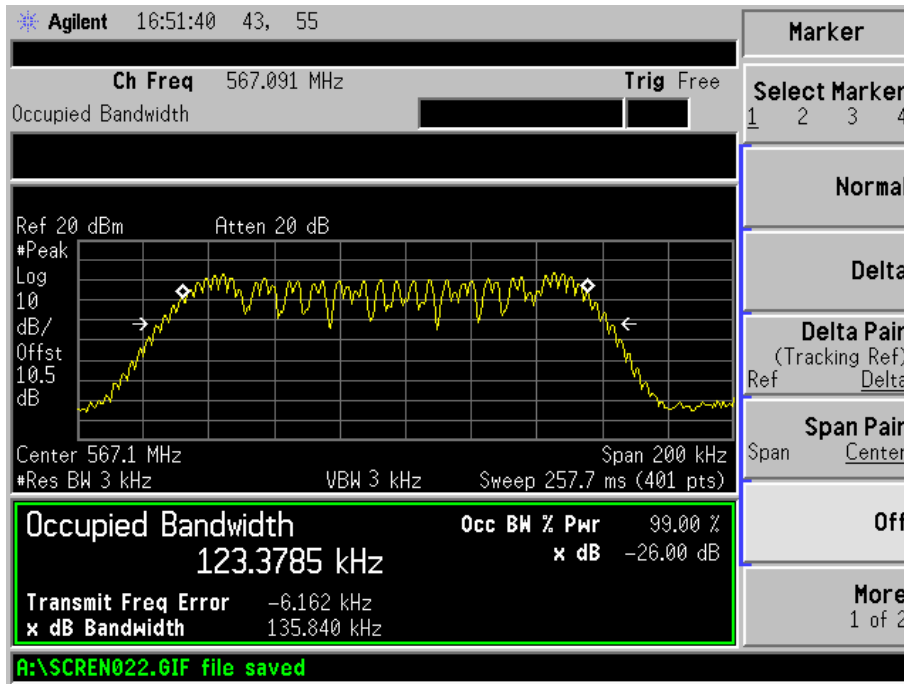 Agilent 16:51:40 43, 55
Marker
Ch Freq 567.091 MHz Trig Free
Occupied Bandwidth
Select Marker
1 2 3 4
Normal
Ref 20 dBm Atten 20 dB
#Peak
Log
10
dB/
Offst
10.5
dB
Delta
Delta Pair
(Tracking Ref)
Ref Delta
Span Pair
Span Center
Center 567.1 MHz Span 200 kHz
#Res BW 3 kHz VBW 3 kHz Sweep 257.7 ms (401 pts)
Occupied Bandwidth Occ BW % Pwr 99.00 %
123.3785 kHz x dB -26.00 dB
Off
Transmit Freq Error -6.162 kHz
x dB Bandwidth 135.840 kHz
More
1 of 2
A:\SCREN022.GIF file saved